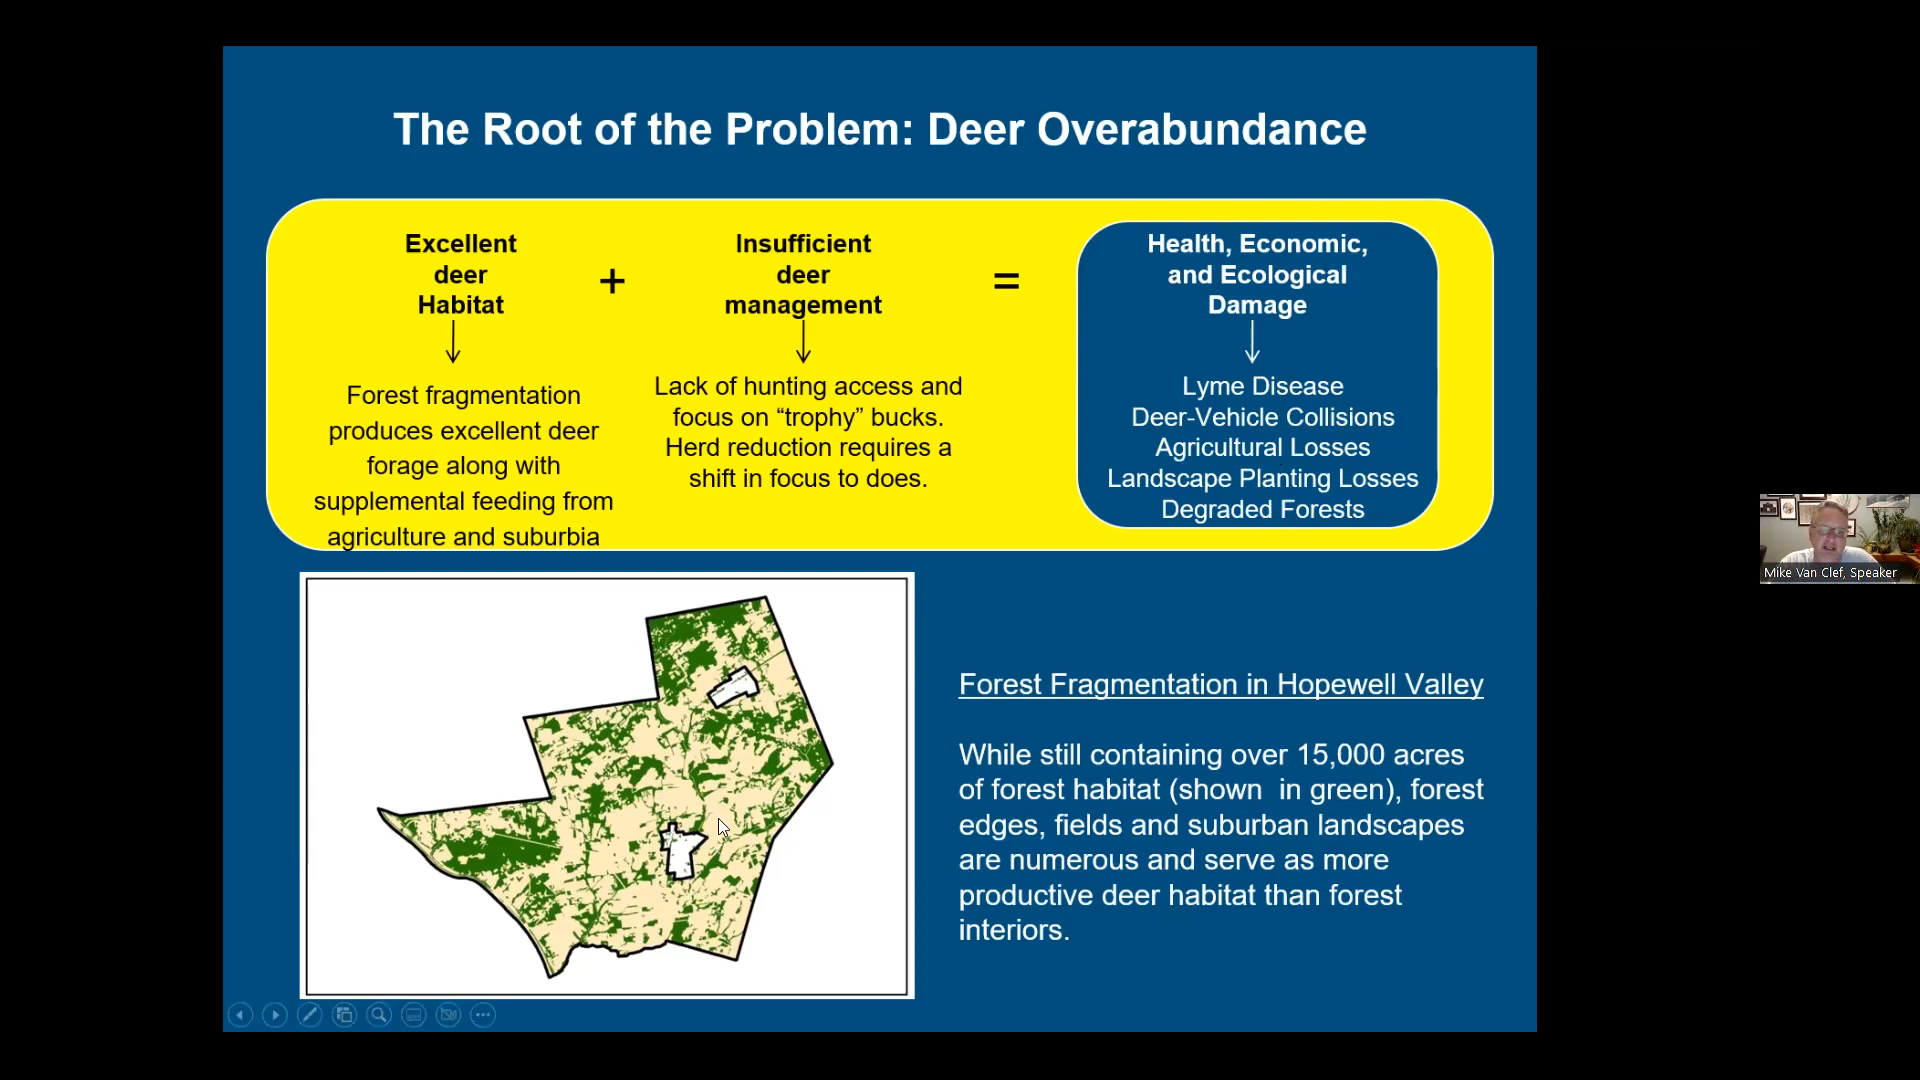 The Root of the Problem: Deer Overabundance
Excellent
deer
Habitat
+
Insufficient
deer
management
=
Health, Economic,
and Ecological
Damage
Forest fragmentation
produces excellent deer
forage along with
supplemental feeding from
agriculture and suburbia
Lack of hunting access and
focus on “trophy” bucks.
Herd reduction requires a
shift in focus to does.
Lyme Disease
Deer-Vehicle Collisions
Agricultural Losses
Landscape Planting Losses
Degraded Forests
Forest Fragmentation in Hopewell Valley
While still containing over 15,000 acres
of forest habitat (shown  in green), forest
edges, fields and suburban landscapes
are numerous and serve as more
productive deer habitat than forest
interiors.
Mike Van Clef, Speaker